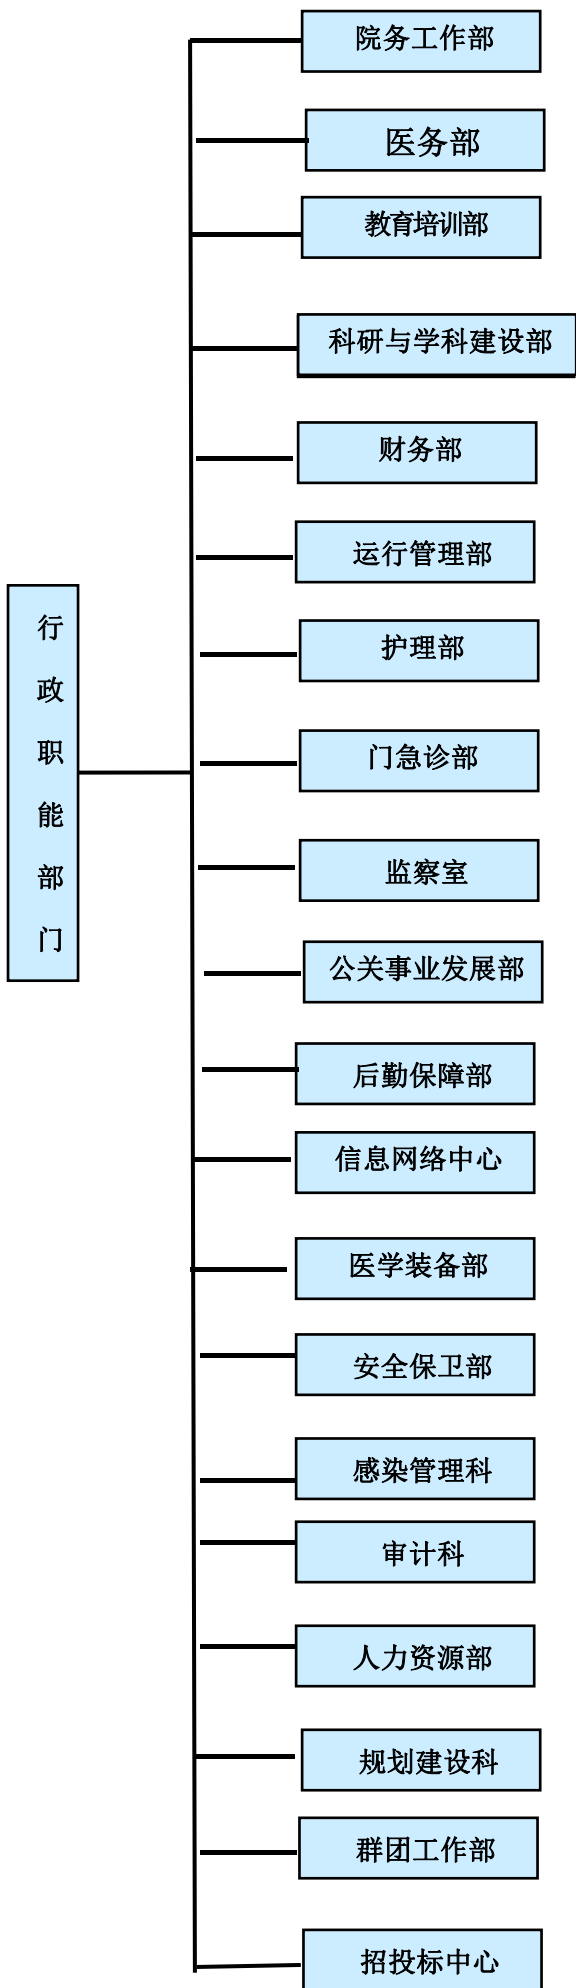 院务工作部
医务部
教育培训部
科研与学科建设部
财务部
运行管理部
行
政
职
能
部
门
护理部
门急诊部
监察室
公关事业发展部
后勤保障部
信息网络中心
医学装备部
安全保卫部
感染管理科
审计科
人力资源部
规划建设科
群团工作部
招投标中心